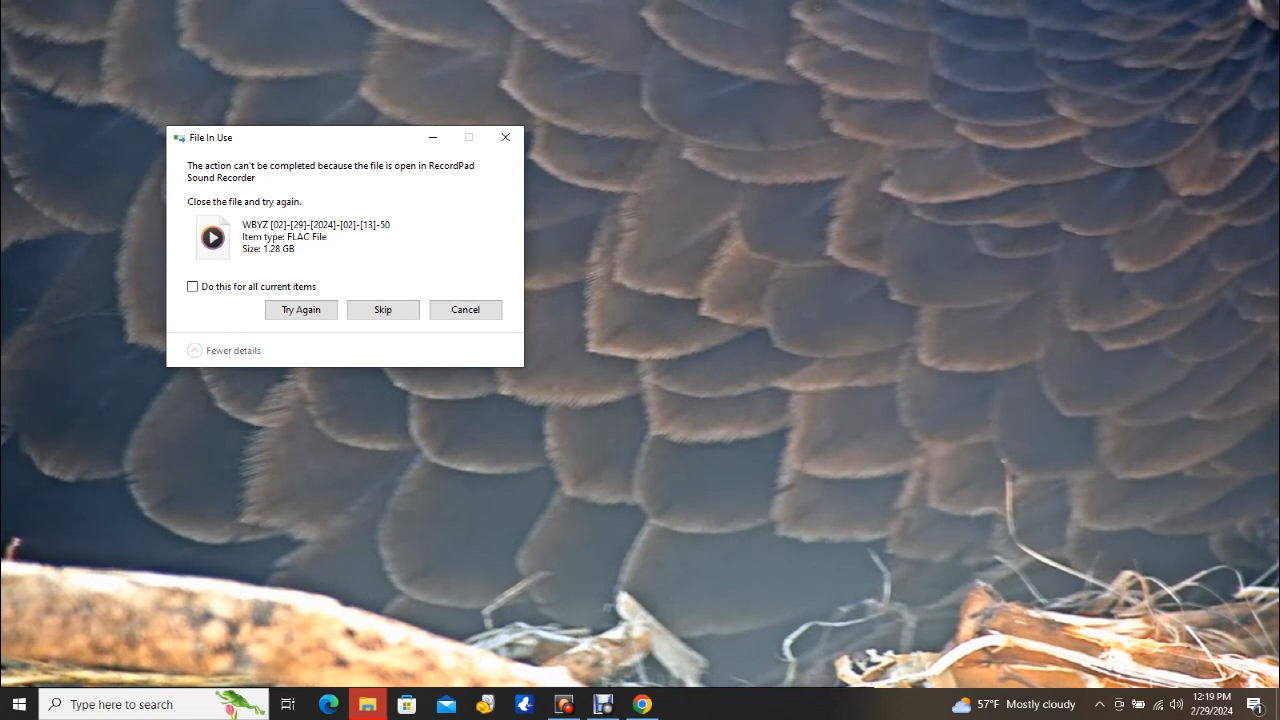 File In Use
The action can't be completed because the file is open in RecordPad
Sound Recorder
Close the file and try again.
WBYZ [02]-[29]-[2024]-[02]-[13]-50
Item type: FLAC File
Size: 1.28 GB
Do this for all current items
Try Again
Skip
Cancel
Fewer details
Type here to search
57°F Mostly cloudy
12:19 PM
2/29/2024
1